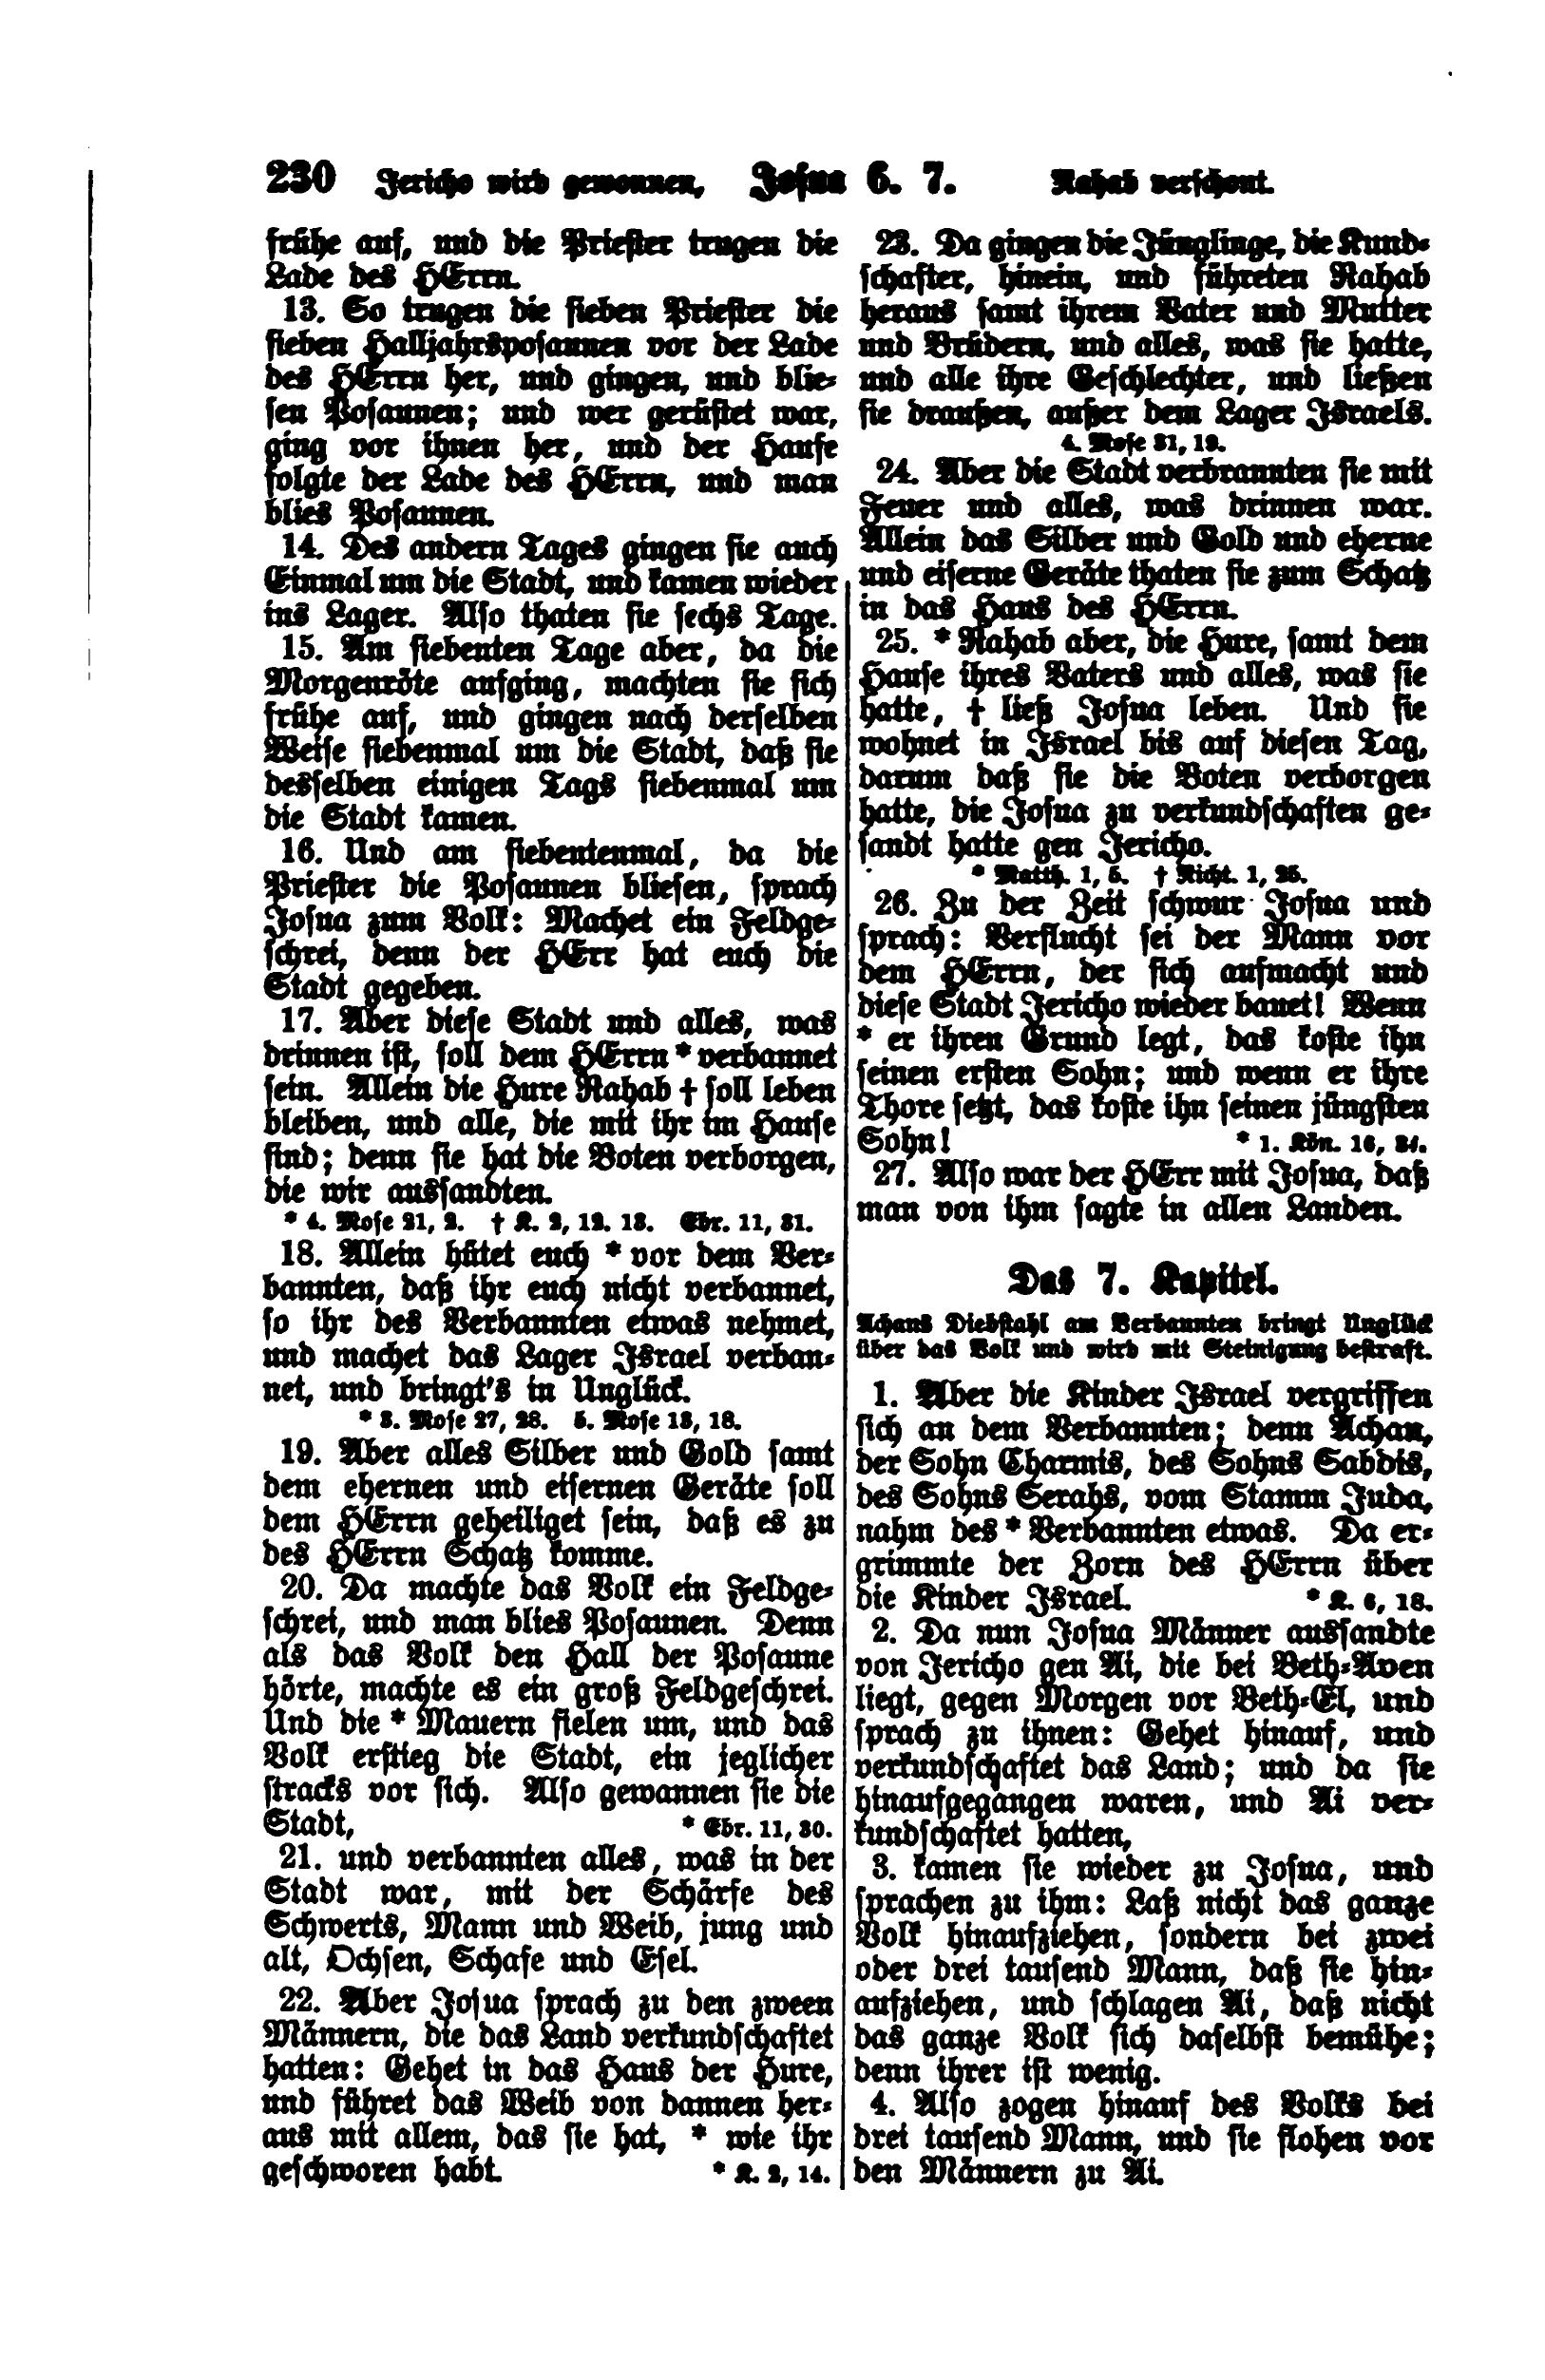 230 Jericho wird gewonnen, Josua 6. 7. Rahab verschont.
frühe auf, und die Priester trugen die
Lade des HErrn.
13. So trugen die sieben Priester die
sieben Halljahrsposaunen vor der Lade
des HErrn her, und gingen, und blie-
sen Posaunen; und wer gerüstet war,
ging vor ihnen her, und der Haufe
folgte der Lade des HErrn, und man
blies Posaunen.
14. Des andern Tages gingen sie auch
Einmal um die Stadt, und kamen wieder
ins Lager. Also thaten sie sechs Tage.
15. Am siebenten Tage aber, da die
Morgenröte aufging, machten sie sich
frühe auf, und gingen nach derselben
Weise siebenmal um die Stadt, daß sie
desselben einigen Tags siebenmal um
die Stadt kamen.
16. Und am siebentenmal, da die
Priester die Posaunen bliesen, sprach
Josua zum Volk: Machet ein Feldge-
schrei, denn der HErr hat euch die
Stadt gegeben.
17. Aber diese Stadt und alles, was
drinnen ist, soll dem HErrn * verbannet
sein. Allein die Hure Rahab † soll leben
bleiben, und alle, die mit ihr im Hause
sind; denn sie hat die Boten verborgen,
die wir aussandten.
* 4. Mose 21, 2. † K. 2, 12. 13. Ebr. 11, 31.
18. Allein hütet euch * vor dem Ver-
bannten, daß ihr euch nicht verbannet,
so ihr des Verbannten etwas nehmet,
und machet das Lager Israel verban-
net, und bringt's in Unglück.
* 3. Mose 27, 28. 5. Mose 13, 18.
19. Aber alles Silber und Gold samt
dem ehernen und eisernen Geräte soll
dem HErrn geheiliget sein, daß es zu
des HErrn Schatz komme.
20. Da machte das Volk ein Feldge-
schrei, und man blies Posaunen. Denn
als das Volk den Hall der Posaune
hörte, machte es ein groß Feldgeschrei.
Und die * Mauern fielen um, und das
Volk erstieg die Stadt, ein jeglicher
stracks vor sich. Also gewannen sie die
Stadt, * Ebr. 11, 30.
21. und verbannten alles, was in der
Stadt war, mit der Schärfe des
Schwerts, Mann und Weib, jung und
alt, Ochsen, Schafe und Esel.
22. Aber Josua sprach zu den zween
Männern, die das Land verkundschaftet
hatten: Gehet in das Haus der Hure,
und führet das Weib von dannen her-
aus mit allem, das sie hat, * wie ihr
geschworen habt. * K. 2, 14.
23. Da gingen die Jünglinge, die Kund-
schafter, hinein, und führeten Rahab
heraus samt ihrem Vater und Mutter
und Brüdern, und alles, was sie hatte,
und alle ihre Geschlechter, und ließen
sie draußen, außer dem Lager Israels.
4. Mose 31, 19.
24. Aber die Stadt verbrannten sie mit
Feuer und alles, was drinnen war.
Allein das Silber und Gold und eherne
und eiserne Geräte thaten sie zum Schatz
in das Haus des HErrn.
25. * Rahab aber, die Hure, samt dem
Hause ihres Vaters und alles, was sie
hatte, † ließ Josua leben. Und sie
wohnet in Israel bis auf diesen Tag,
darum daß sie die Boten verborgen
hatte, die Josua zu verkundschaften ge-
sandt hatte gen Jericho.
* Matth. 1, 5. † Richt. 1, 25.
26. Zu der Zeit schwur Josua und
sprach: Verflucht sei der Mann vor
dem HErrn, der sich aufmacht und
diese Stadt Jericho wieder bauet! Wenn
* er ihren Grund legt, das koste ihn
seinen ersten Sohn; und wenn er ihre
Thore setzt, das koste ihn seinen jüngsten
Sohn! * 1. Kön. 16, 34.
27. Also war der HErr mit Josua, daß
man von ihm sagte in allen Landen.
Das 7. Kapitel.
Achans Diebstahl am Verbannten bringt Unglück
über das Volk und wird mit Steinigung bestraft.
1. Aber die Kinder Israel vergriffen
sich an dem Verbannten; denn Achan,
der Sohn Charmis, des Sohns Sabdis,
des Sohns Serahs, vom Stamm Juda,
nahm des * Verbannten etwas. Da er-
grimmte der Zorn des HErrn über
die Kinder Israel. * K. 6, 18.
2. Da nun Josua Männer aussandte
von Jericho gen Ai, die bei Beth-Aven
liegt, gegen Morgen vor Beth-El, und
sprach zu ihnen: Gehet hinauf, und
verkundschaftet das Land; und da sie
hinaufgegangen waren, und Ai ver-
kundschaftet hatten,
3. kamen sie wieder zu Josua, und
sprachen zu ihm: Laß nicht das ganze
Volk hinaufziehen, sondern bei zwei
oder drei tausend Mann, daß sie hin-
aufziehen, und schlagen Ai, daß nicht
das ganze Volk sich daselbst bemühe;
denn ihrer ist wenig.
4. Also zogen hinauf des Volks bei
drei tausend Mann, und sie flohen vor
den Männern zu Ai.